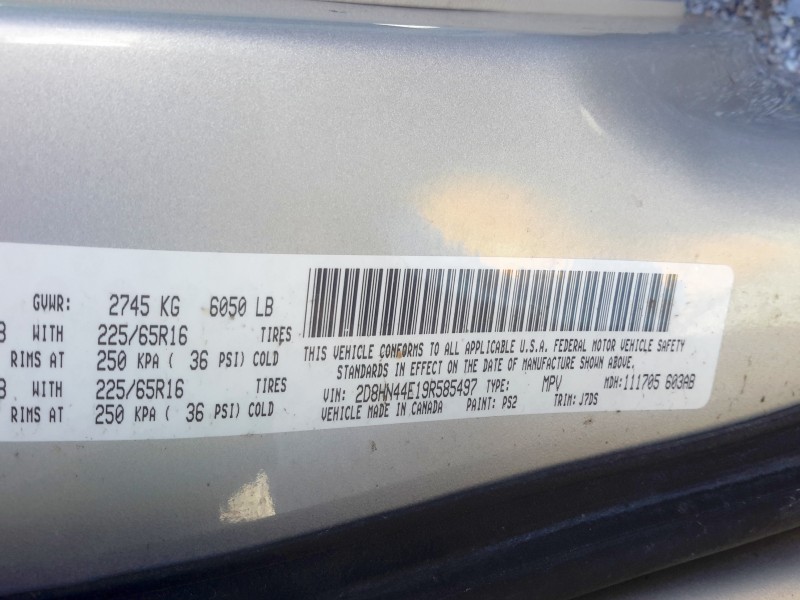 GVWR: 2745 KG 6050 LB
WITH 225/65R16 TIRES
RIMS AT 250 KPA ( 36 PSI) COLD
WITH 225/65R16 TIRES
RIMS AT 250 KPA ( 36 PSI) COLD
THIS VEHICLE CONFORMS TO ALL APPLICABLE U.S.A. FEDERAL MOTOR VEHICLE SAFETY
STANDARDS IN EFFECT ON THE DATE OF MANUFACTURE SHOWN ABOVE.
VIN: 2D8HN44E19R585497 TYPE: MPV MDH:111705 603AB
VEHICLE MADE IN CANADA PAINT: PS2 TRIM: J7DS